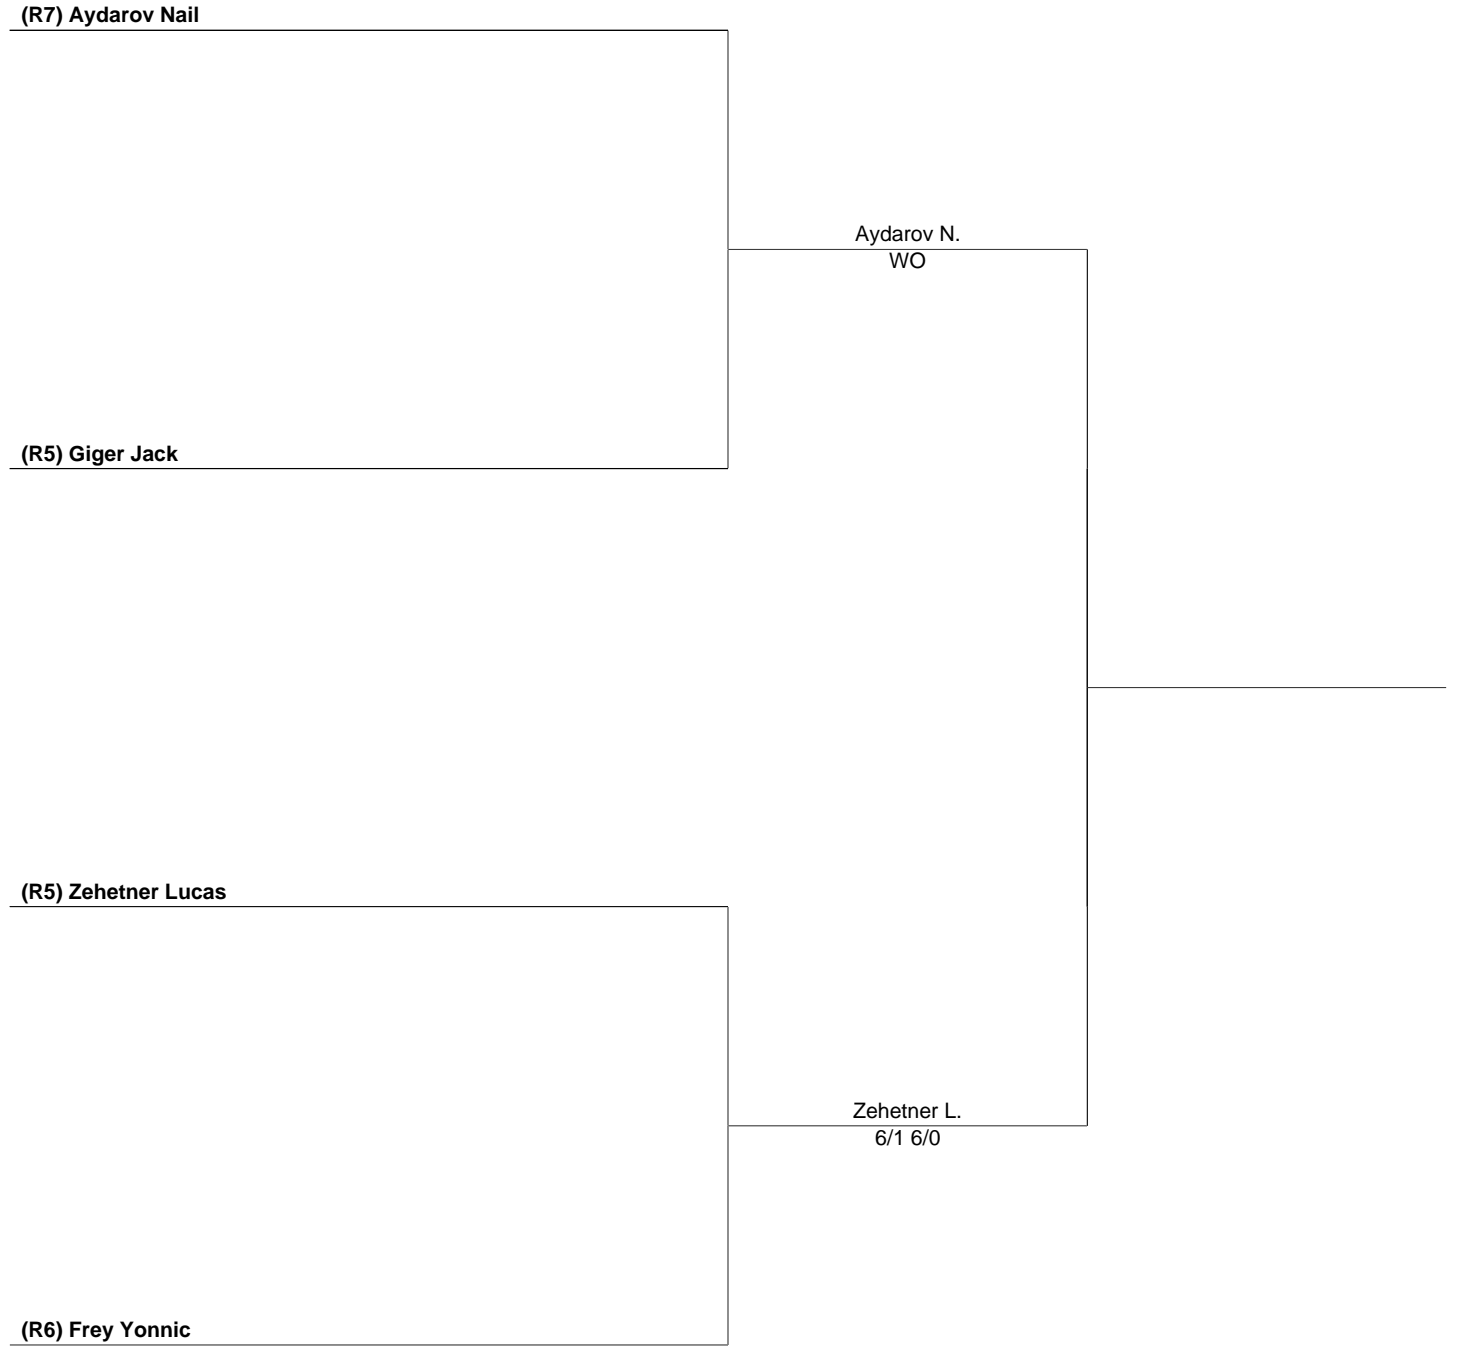 (R7) Aydarov Nail
Aydarov N.
WO
(R5) Giger Jack
(R5) Zehetner Lucas
Zehetner L.
6/1 6/0
(R6) Frey Yonnic